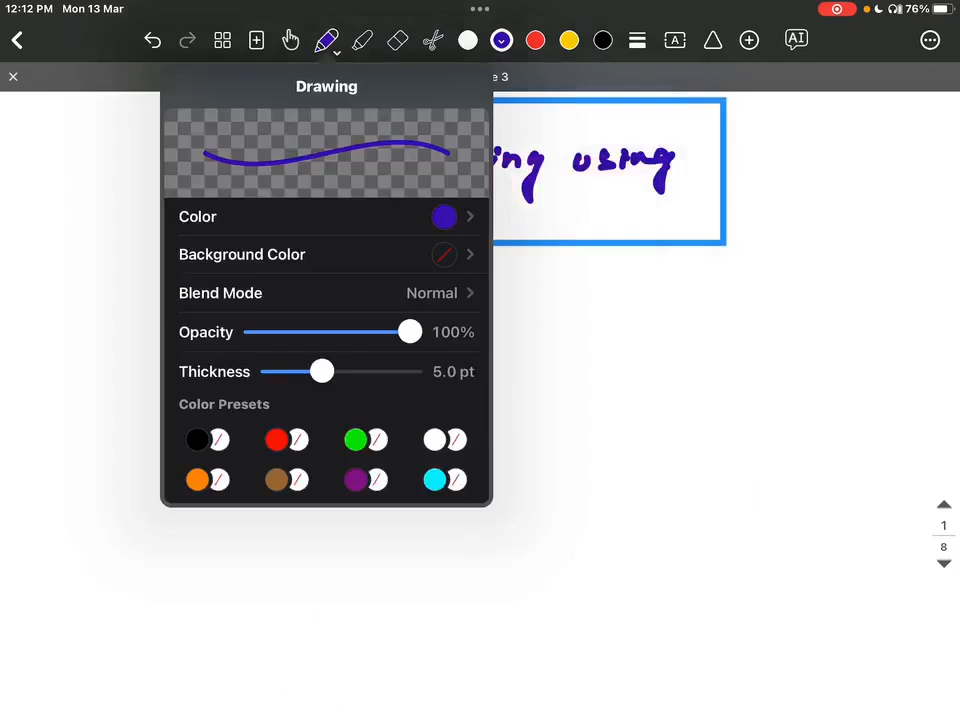 12:12 PM Mon 13 Mar 76%
A AI
e 3
Drawing
ing using
Color
Background Color
Blend Mode Normal
Opacity 100%
Thickness 5.0 pt
Color Presets
1
8